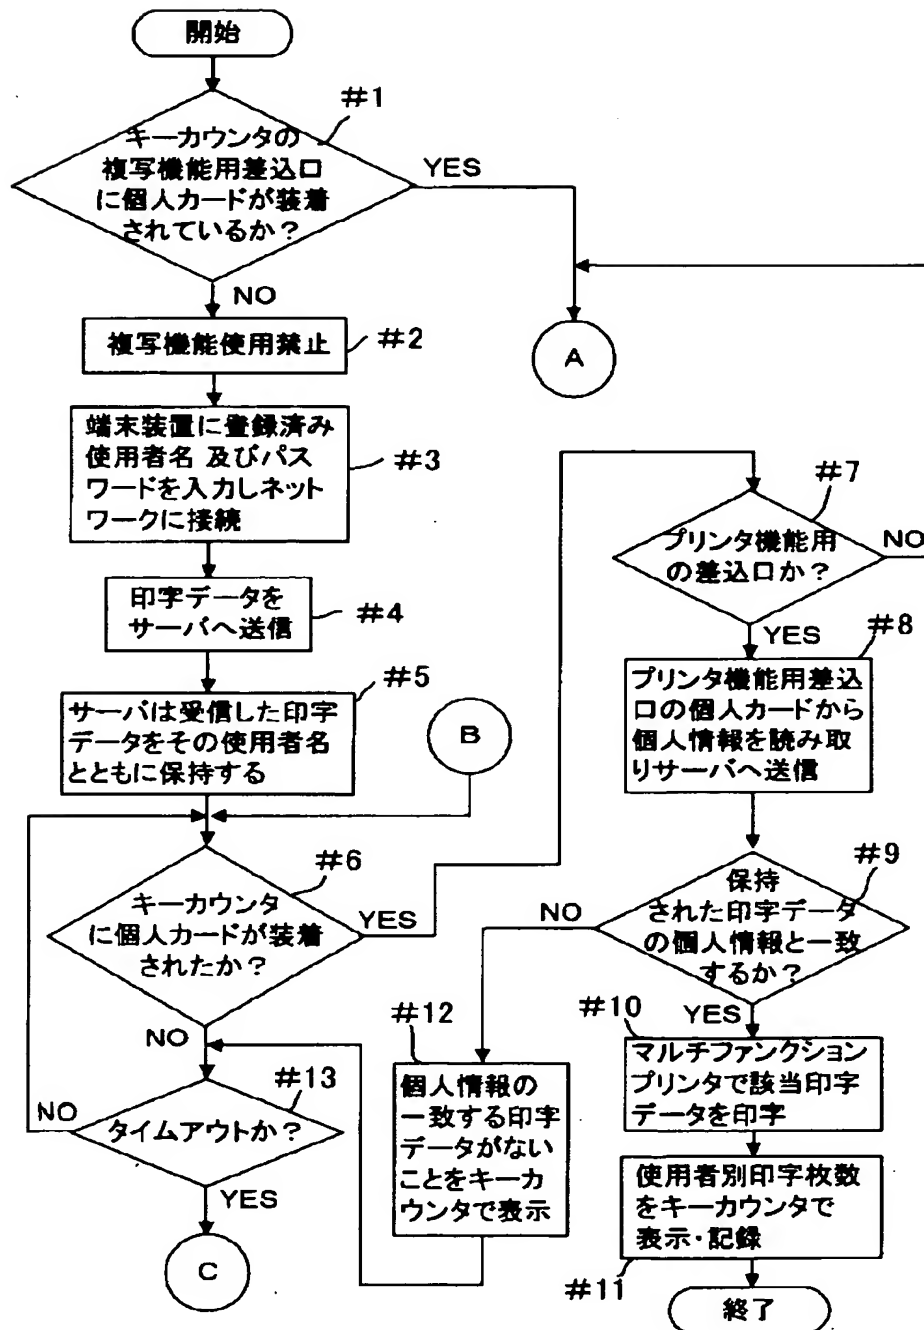 開始
#1
キーカウンタの
複写機能用差込口
に個人カードが装着
されているか？
YES
NO
複写機能使用禁止
#2
A
端末装置に登録済み
使用者名 及びパス
ワードを入力しネット
ワークに接続
#3
印字データを
サーバへ送信
#4
サーバは受信した印字
データをその使用者名
とともに保持する
#5
B
#6
キーカウンタ
に個人カードが装着
されたか？
YES
NO
#13
タイムアウトか？
NO
YES
C
#7
プリンタ機能用
の差込口か？
NO
YES
#8
プリンタ機能用差込
口の個人カードから
個人情報を読み取
りサーバへ送信
#9
保持
された印字データ
の個人情報と一致
するか？
NO
YES
#12
個人情報の
一致する印字
データがない
ことをキーカ
ウンタで表示
#10
マルチファンクション
プリンタで該当印字
データを印字
使用者別印字枚数
をキーカウンタで
表示・記録
#11
終了